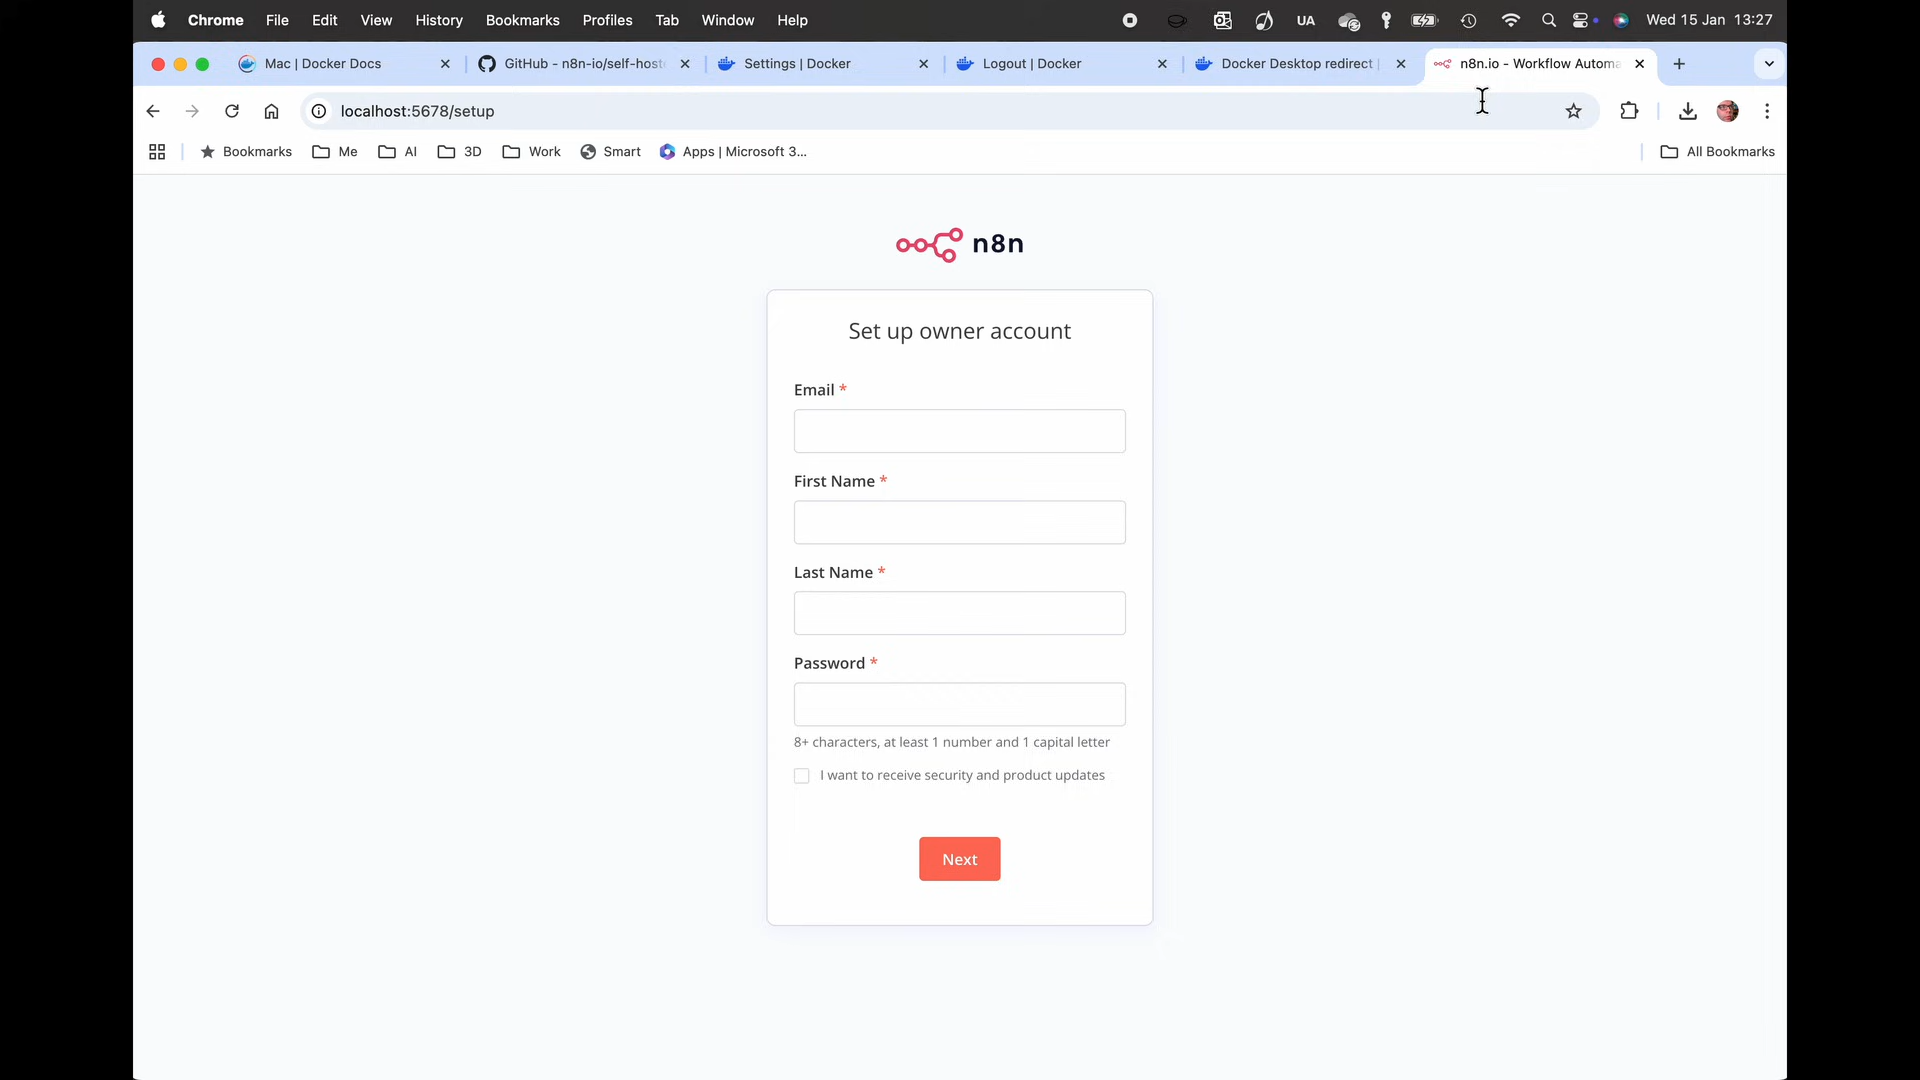 Chrome File Edit View History Bookmarks Profiles Tab Window Help UA Wed 15 Jan 13:27
Mac | Docker Docs GitHub - n8n-io/self-host Settings | Docker Logout | Docker Docker Desktop redirect | n8n.io - Workflow Automa
localhost:5678/setup
Bookmarks Me AI 3D Work Smart Apps | Microsoft 3... All Bookmarks
n8n
Set up owner account
Email *
First Name *
Last Name *
Password *
8+ characters, at least 1 number and 1 capital letter
I want to receive security and product updates
Next